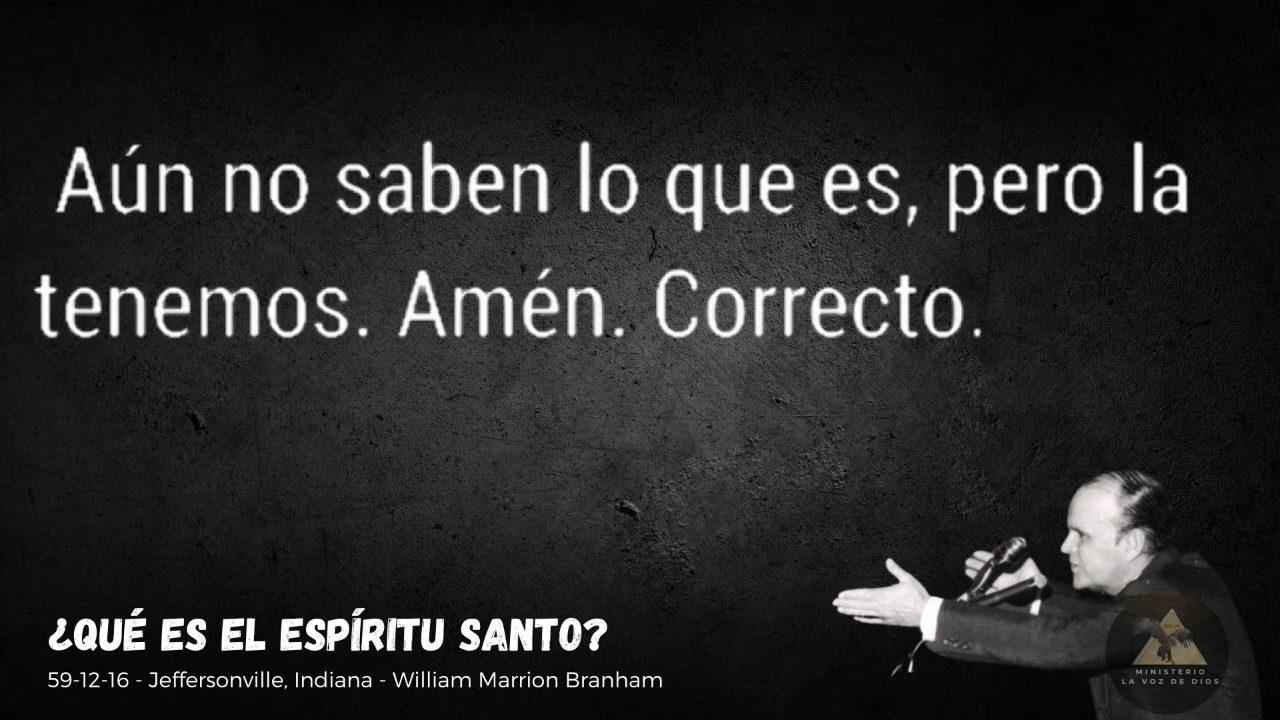 Aún no saben lo que es, pero la
tenemos. Amén. Correcto.
¿QUÉ ES EL ESPÍRITU SANTO?
59-12-16 - Jeffersonville, Indiana - William Marrion Branham
MINISTERIO
LA VOZ DE DIOS